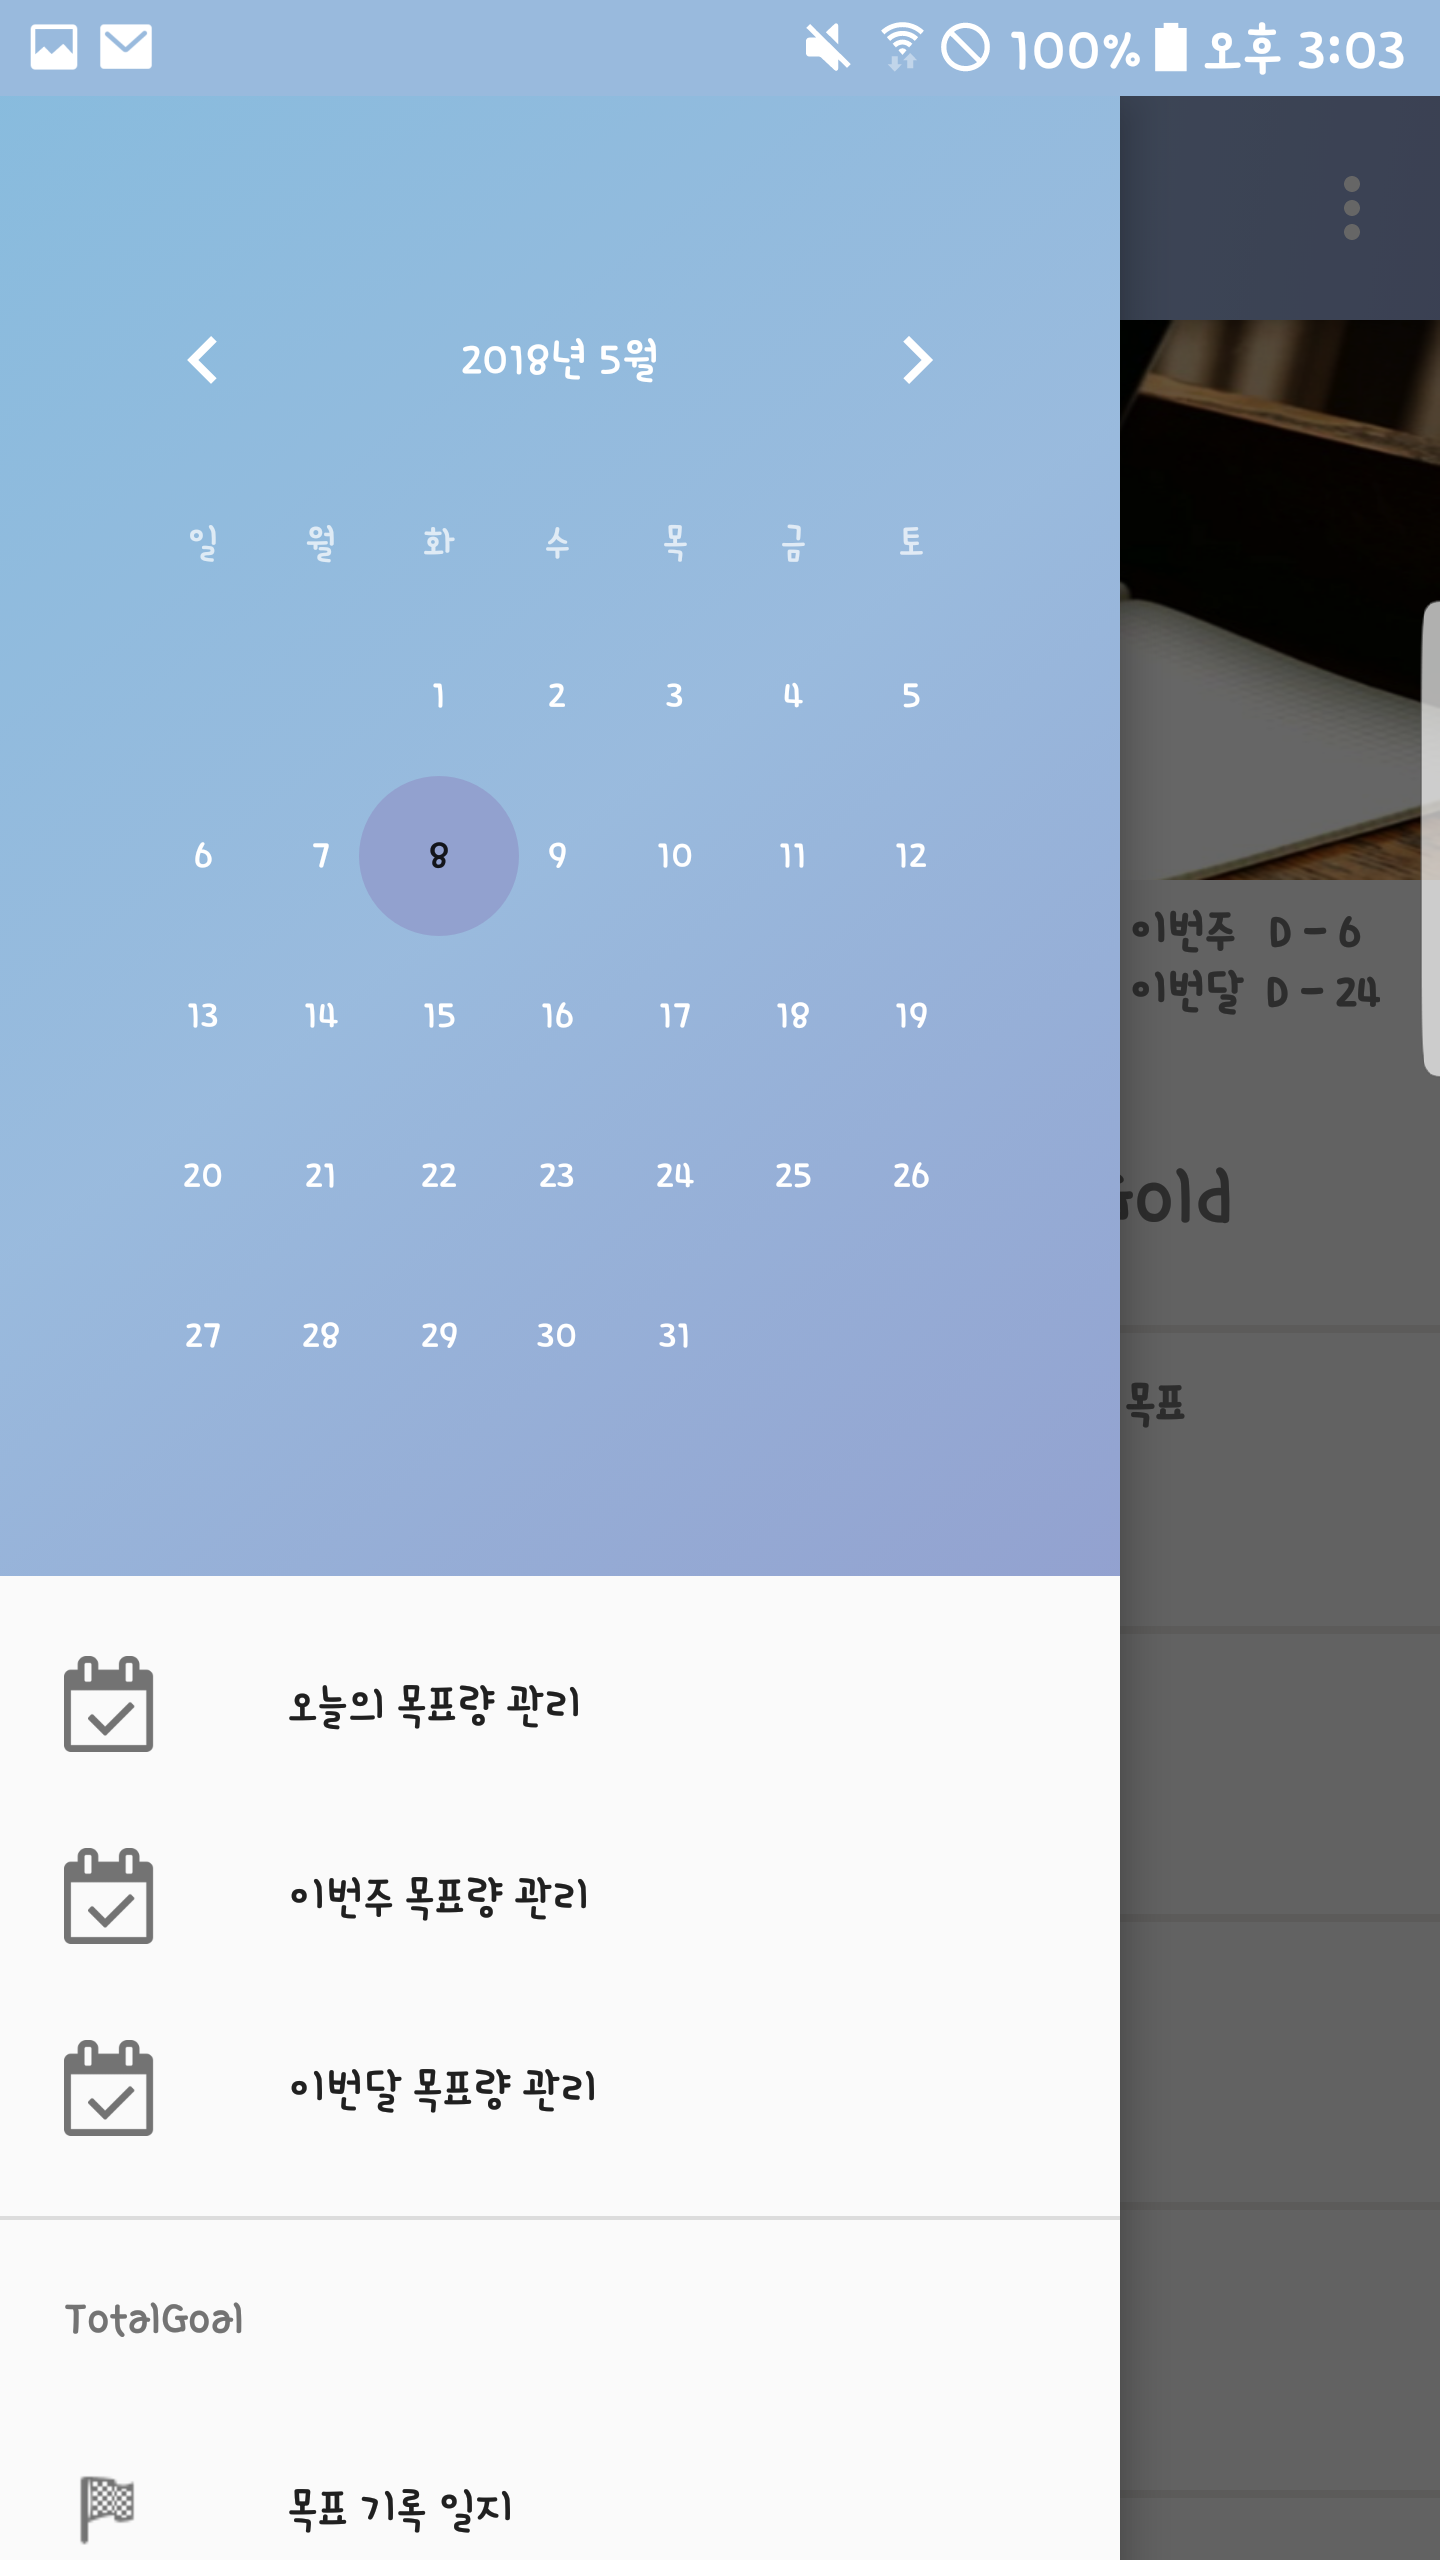 100% 오후 3:03
2018년 5월
일 월 화 수 목 금 토
1 2 3 4 5
6 7 8 9 10 11 12
13 14 15 16 17 18 19
20 21 22 23 24 25 26
27 28 29 30 31
오늘의 목표량 관리
이번주 목표량 관리
이번달 목표량 관리
TotalGoal
목표 기록 일지
이번주 D - 6
이번달 D - 24
Gold
목표